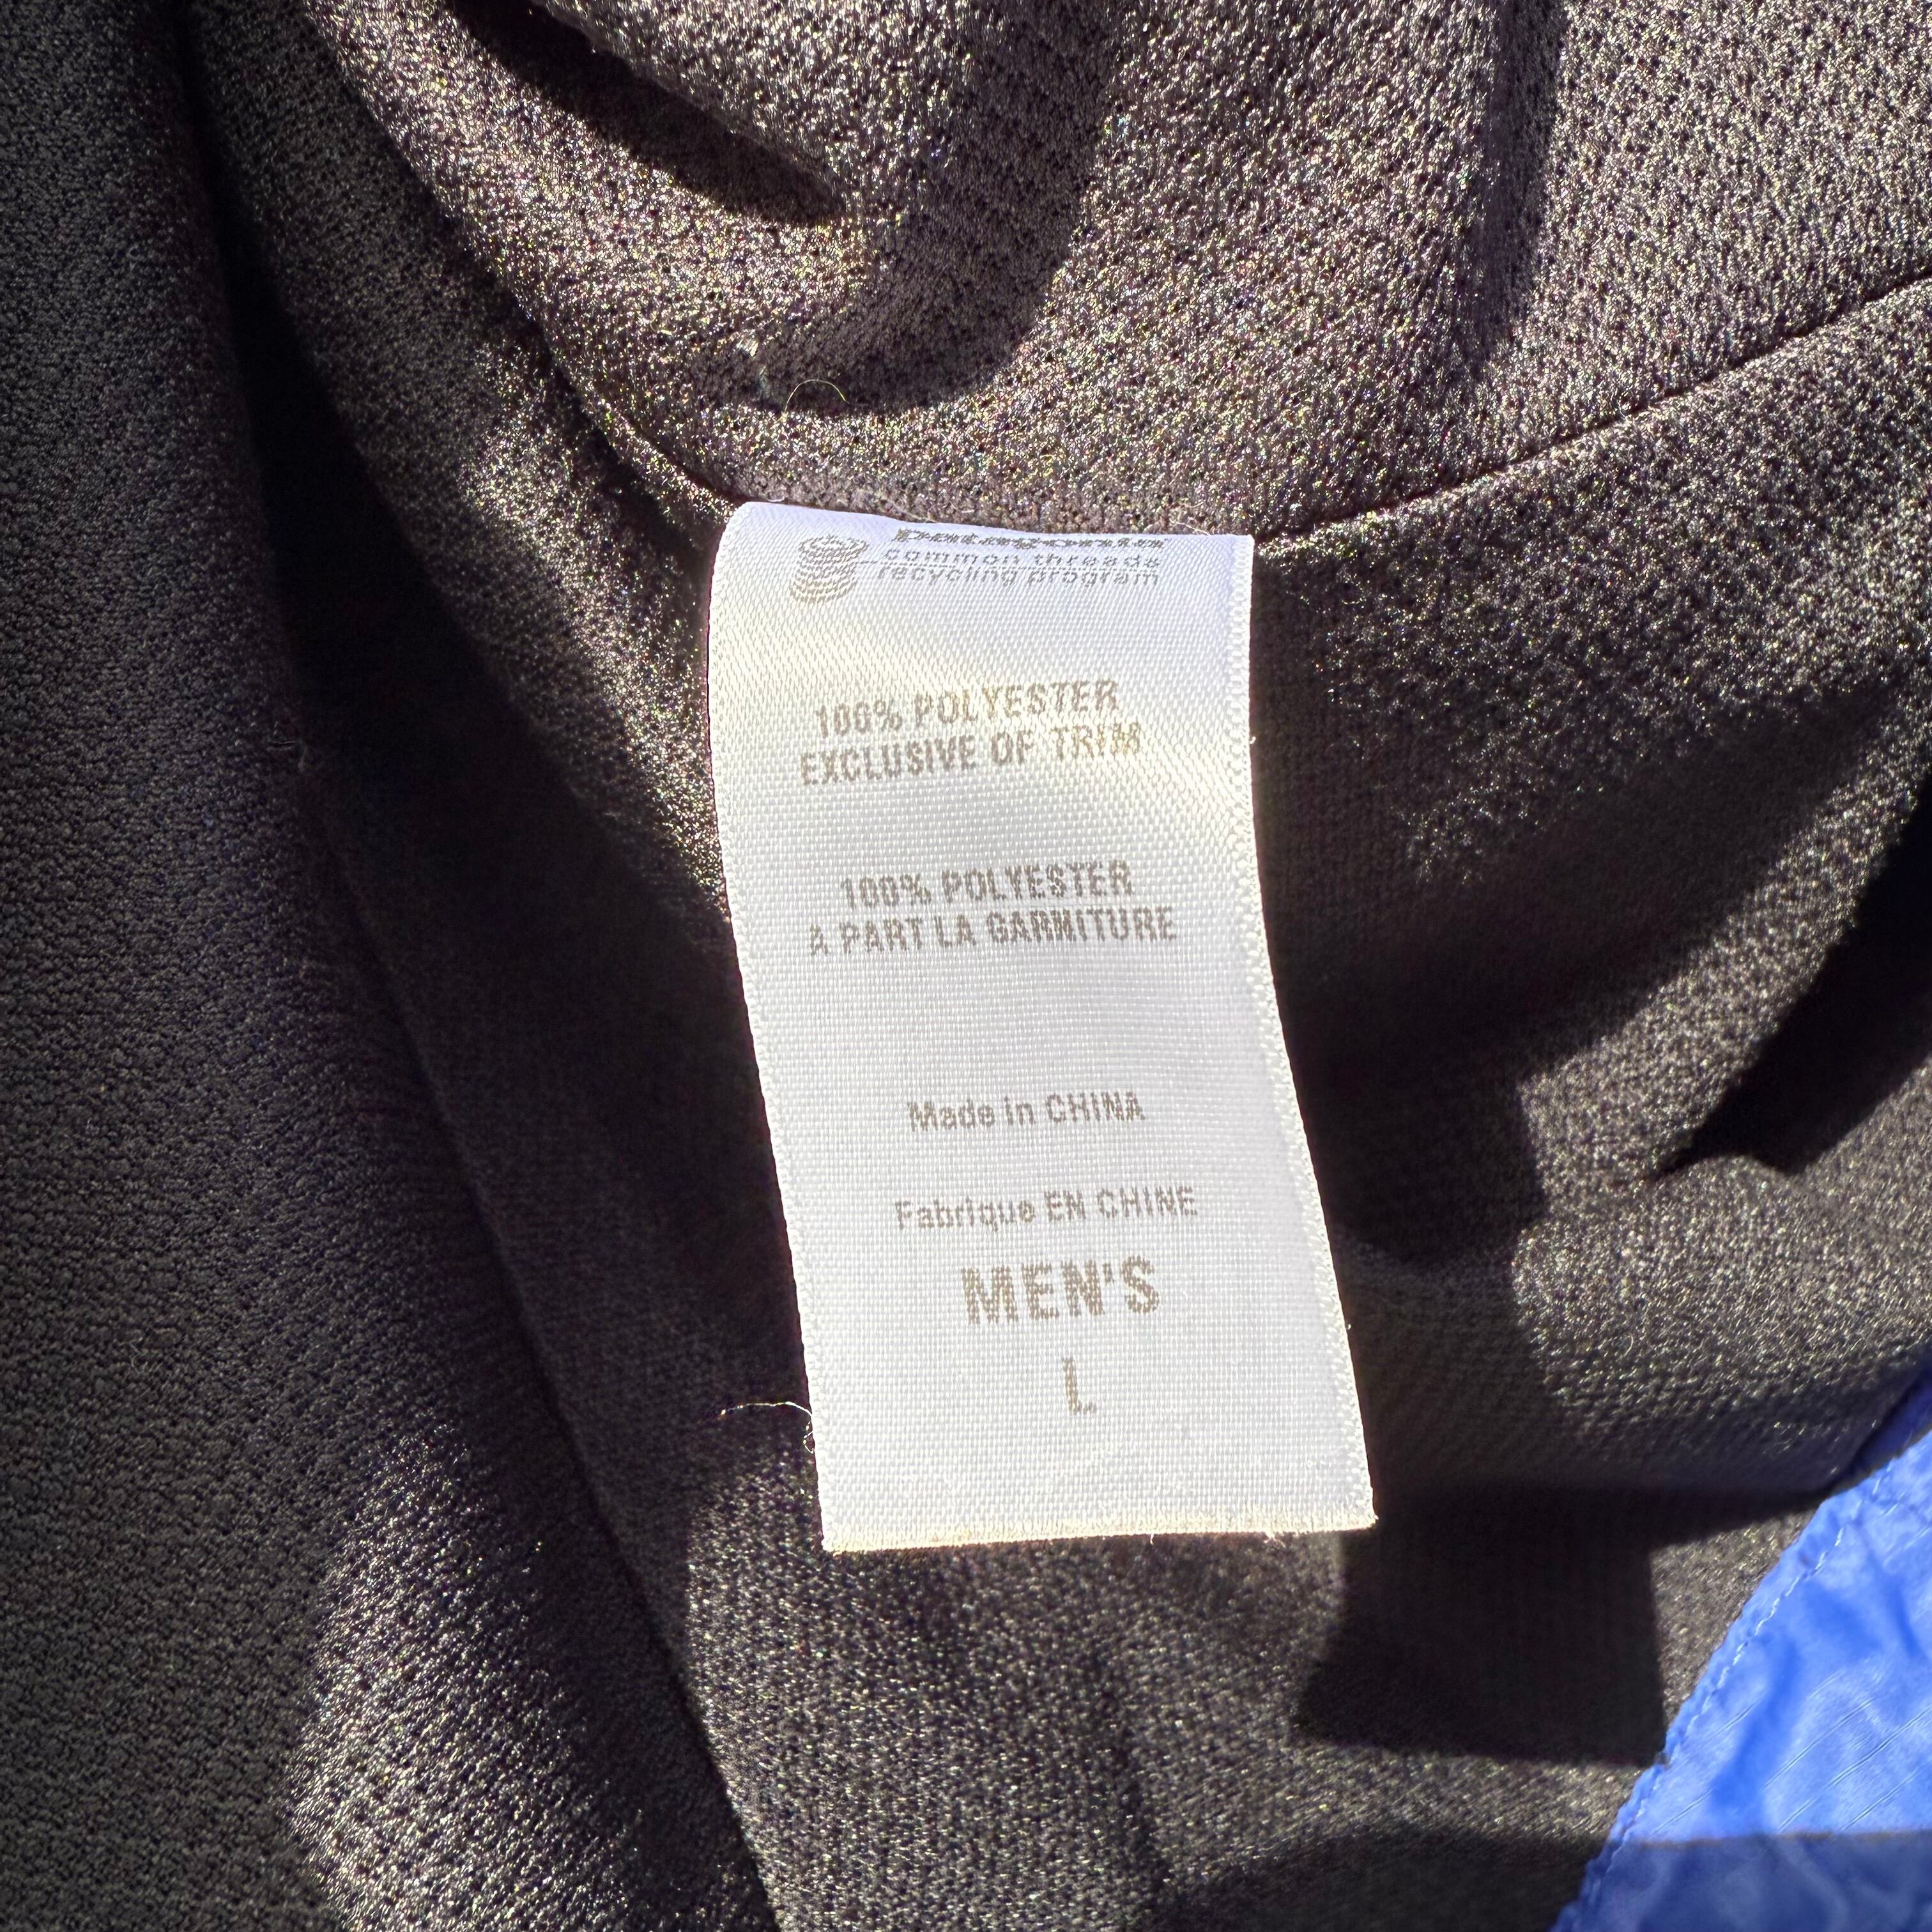 patagonia
common threads
recycling program
100% POLYESTER
EXCLUSIVE OF TRIM
100% POLYESTER
A PART LA GARNITURE
Made in CHINA
Fabrique EN CHINE
MEN'S
L